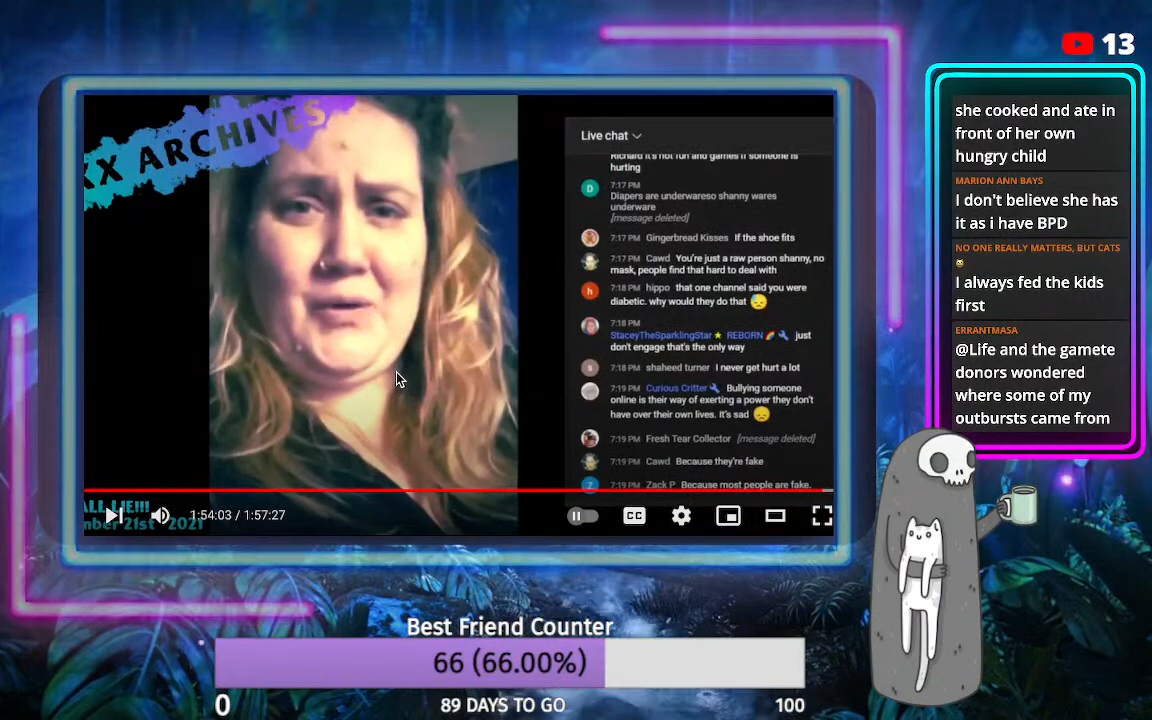 13
XX ARCHIVES
Live chat
Richard it's not fun and games if someone is
hurting
D
7:17 PM
Diapers are underwareso shanny wares
underware
[message deleted]
7:17 PM Gingerbread Kisses If the shoe fits
7:17 PM Cawd You're just a raw person shanny, no
mask, people find that hard to deal with
h
7:18 PM hippo that one channel said you were
diabetic. why would they do that 😥
7:18 PM
StaceyTheSparklingStar⭐ REBORN🌈🔧 just
don't engage that's the only way
s
7:18 PM shaheed turner I never get hurt a lot
7:19 PM Curious Critter🔧 Bullying someone
online is their way of exerting a power they don't
have over their own lives. It's sad 😞
7:19 PM Fresh Tear Collector [message deleted]
7:19 PM Cawd Because they're fake
Z
7:19 PM Zack P Because most people are fake.
ALL LIE!!!
mber 21st 2021
1:54:03 / 1:57:27
CC
she cooked and ate in
front of her own
hungry child
MARION ANN BAYS
I don't believe she has
it as i have BPD
NO ONE REALLY MATTERS, BUT CATS
I always fed the kids
first
ERRANTMASA
@Life and the gamete
donors wondered
where some of my
outbursts came from
Best Friend Counter
66 (66.00%)
0
89 DAYS TO GO
100